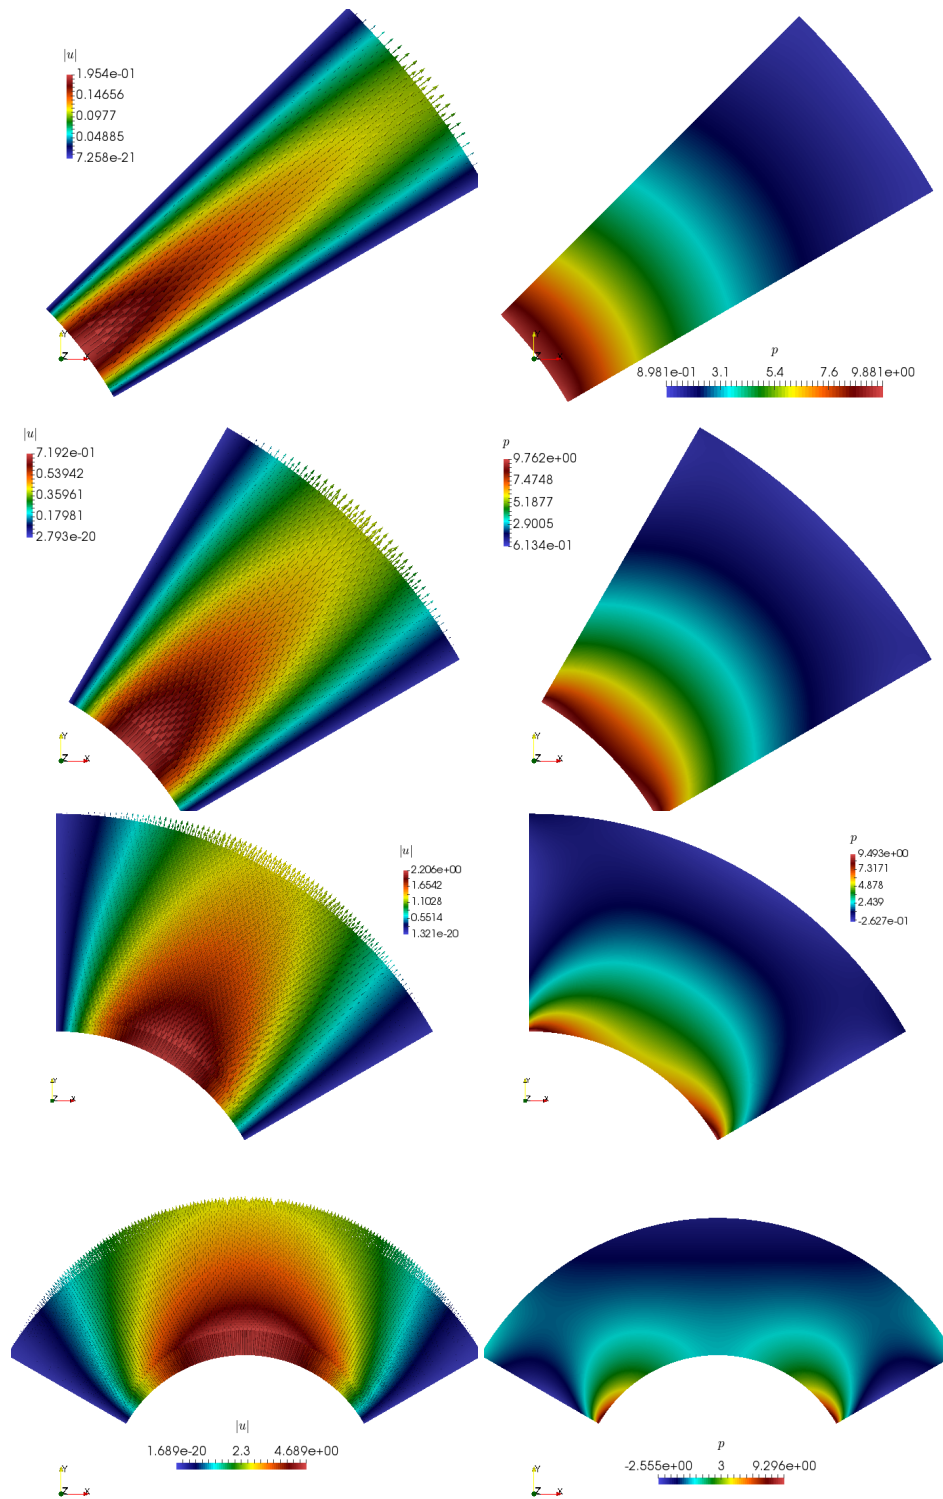 |u|
1.954e-01
0.14656
0.0977
0.04885
7.258e-21
Y
Z X
Y
Z X
p
8.981e-01 3.1 5.4 7.6 9.881e+00
|u|
7.192e-01
0.53942
0.35961
0.17981
2.793e-20
p
9.762e+00
7.4748
5.1877
2.9005
6.134e-01
Y
Z X
Y
Z X
|u|
2.206e+00
1.6542
1.1028
0.5514
1.321e-20
p
9.493e+00
7.3171
4.878
2.439
-2.627e-01
Y
Z X
Y
Z X
|u|
1.689e-20 2.3 4.689e+00
p
-2.555e+00 3 9.296e+00
Y
Z X
Y
Z X